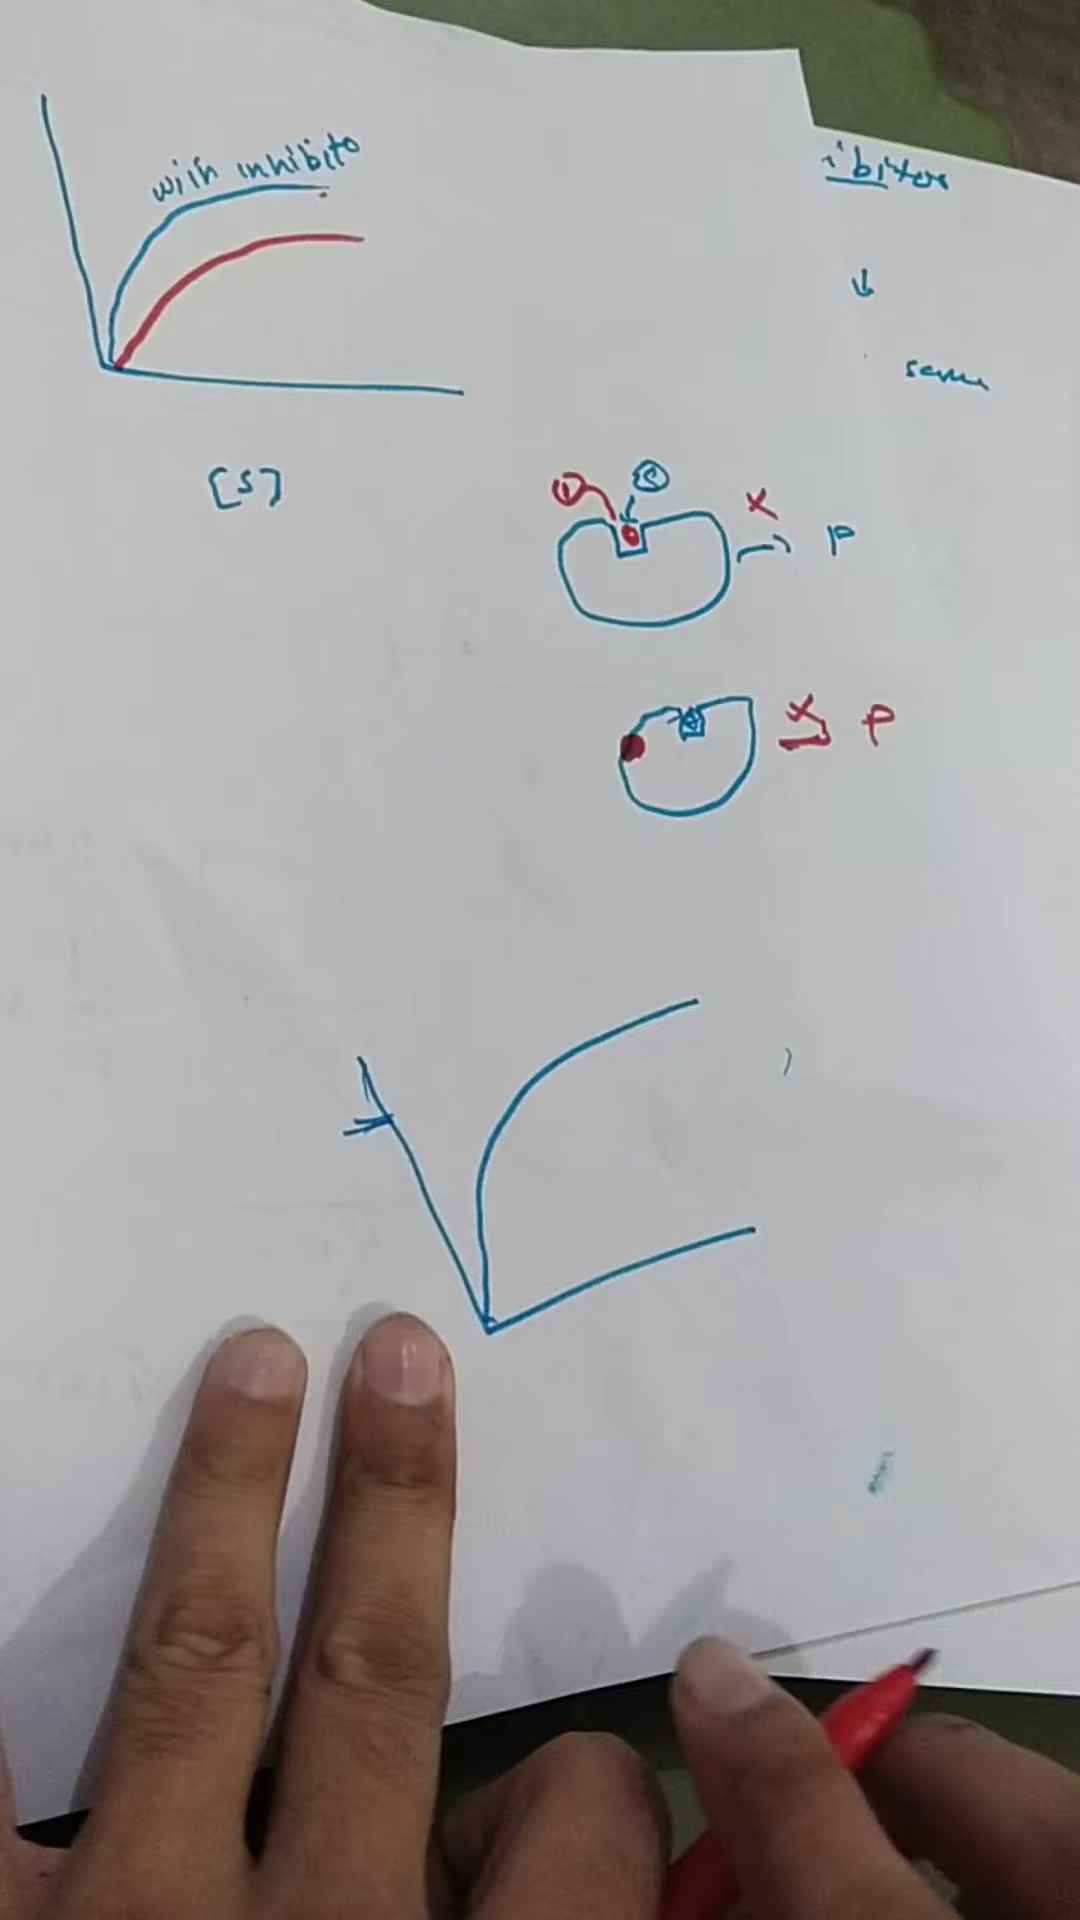 with inhibito
ibitor
↓
same
[S]
I S X
P
X P